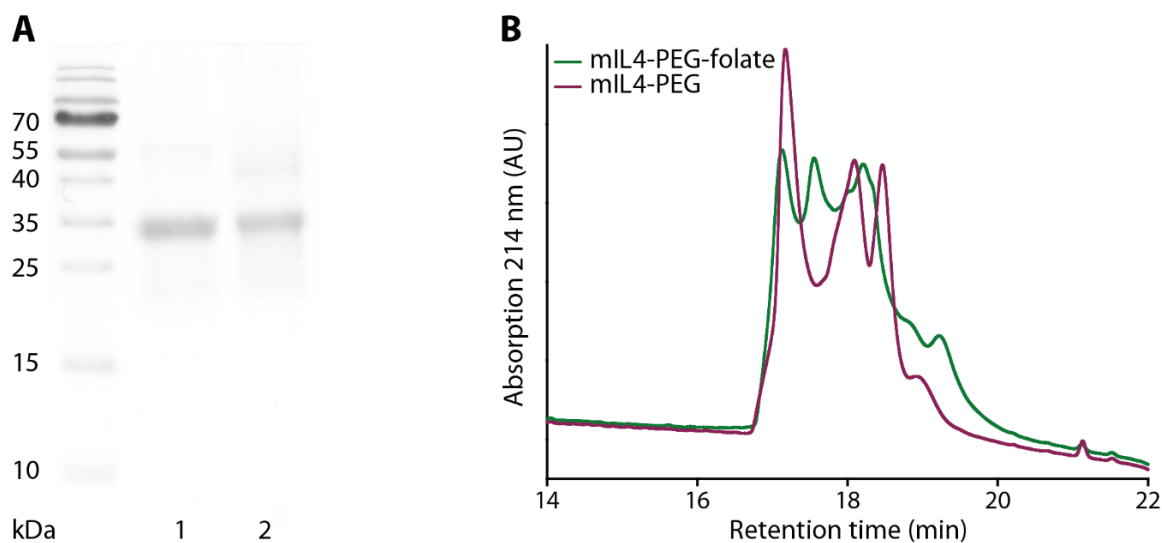 A
70
55
40
35
25
15
10
kDa 1 2
B
mIL4-PEG-folate
mIL4-PEG
Absorption 214 nm (AU)
14 16 18 20 22
Retention time (min)